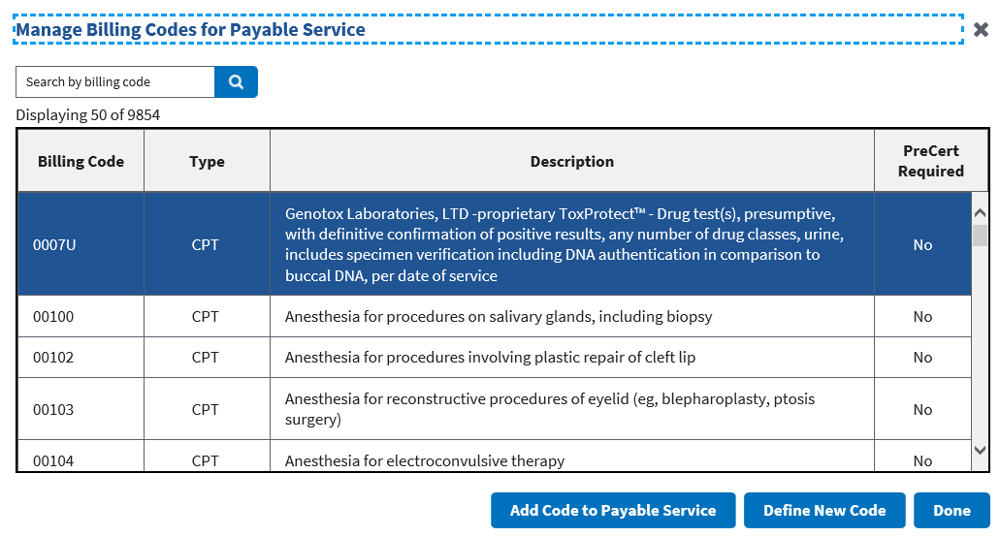 Manage Billing Codes for Payable Service
Search by billing code
Displaying 50 of 9854
Billing Code Type Description PreCert Required
0007U CPT Genotox Laboratories, LTD -proprietary ToxProtect™ - Drug test(s), presumptive,
with definitive confirmation of positive results, any number of drug classes, urine,
includes specimen verification including DNA authentication in comparison to
buccal DNA, per date of service No
00100 CPT Anesthesia for procedures on salivary glands, including biopsy No
00102 CPT Anesthesia for procedures involving plastic repair of cleft lip No
00103 CPT Anesthesia for reconstructive procedures of eyelid (eg, blepharoplasty, ptosis
surgery) No
00104 CPT Anesthesia for electroconvulsive therapy No
Add Code to Payable Service Define New Code Done